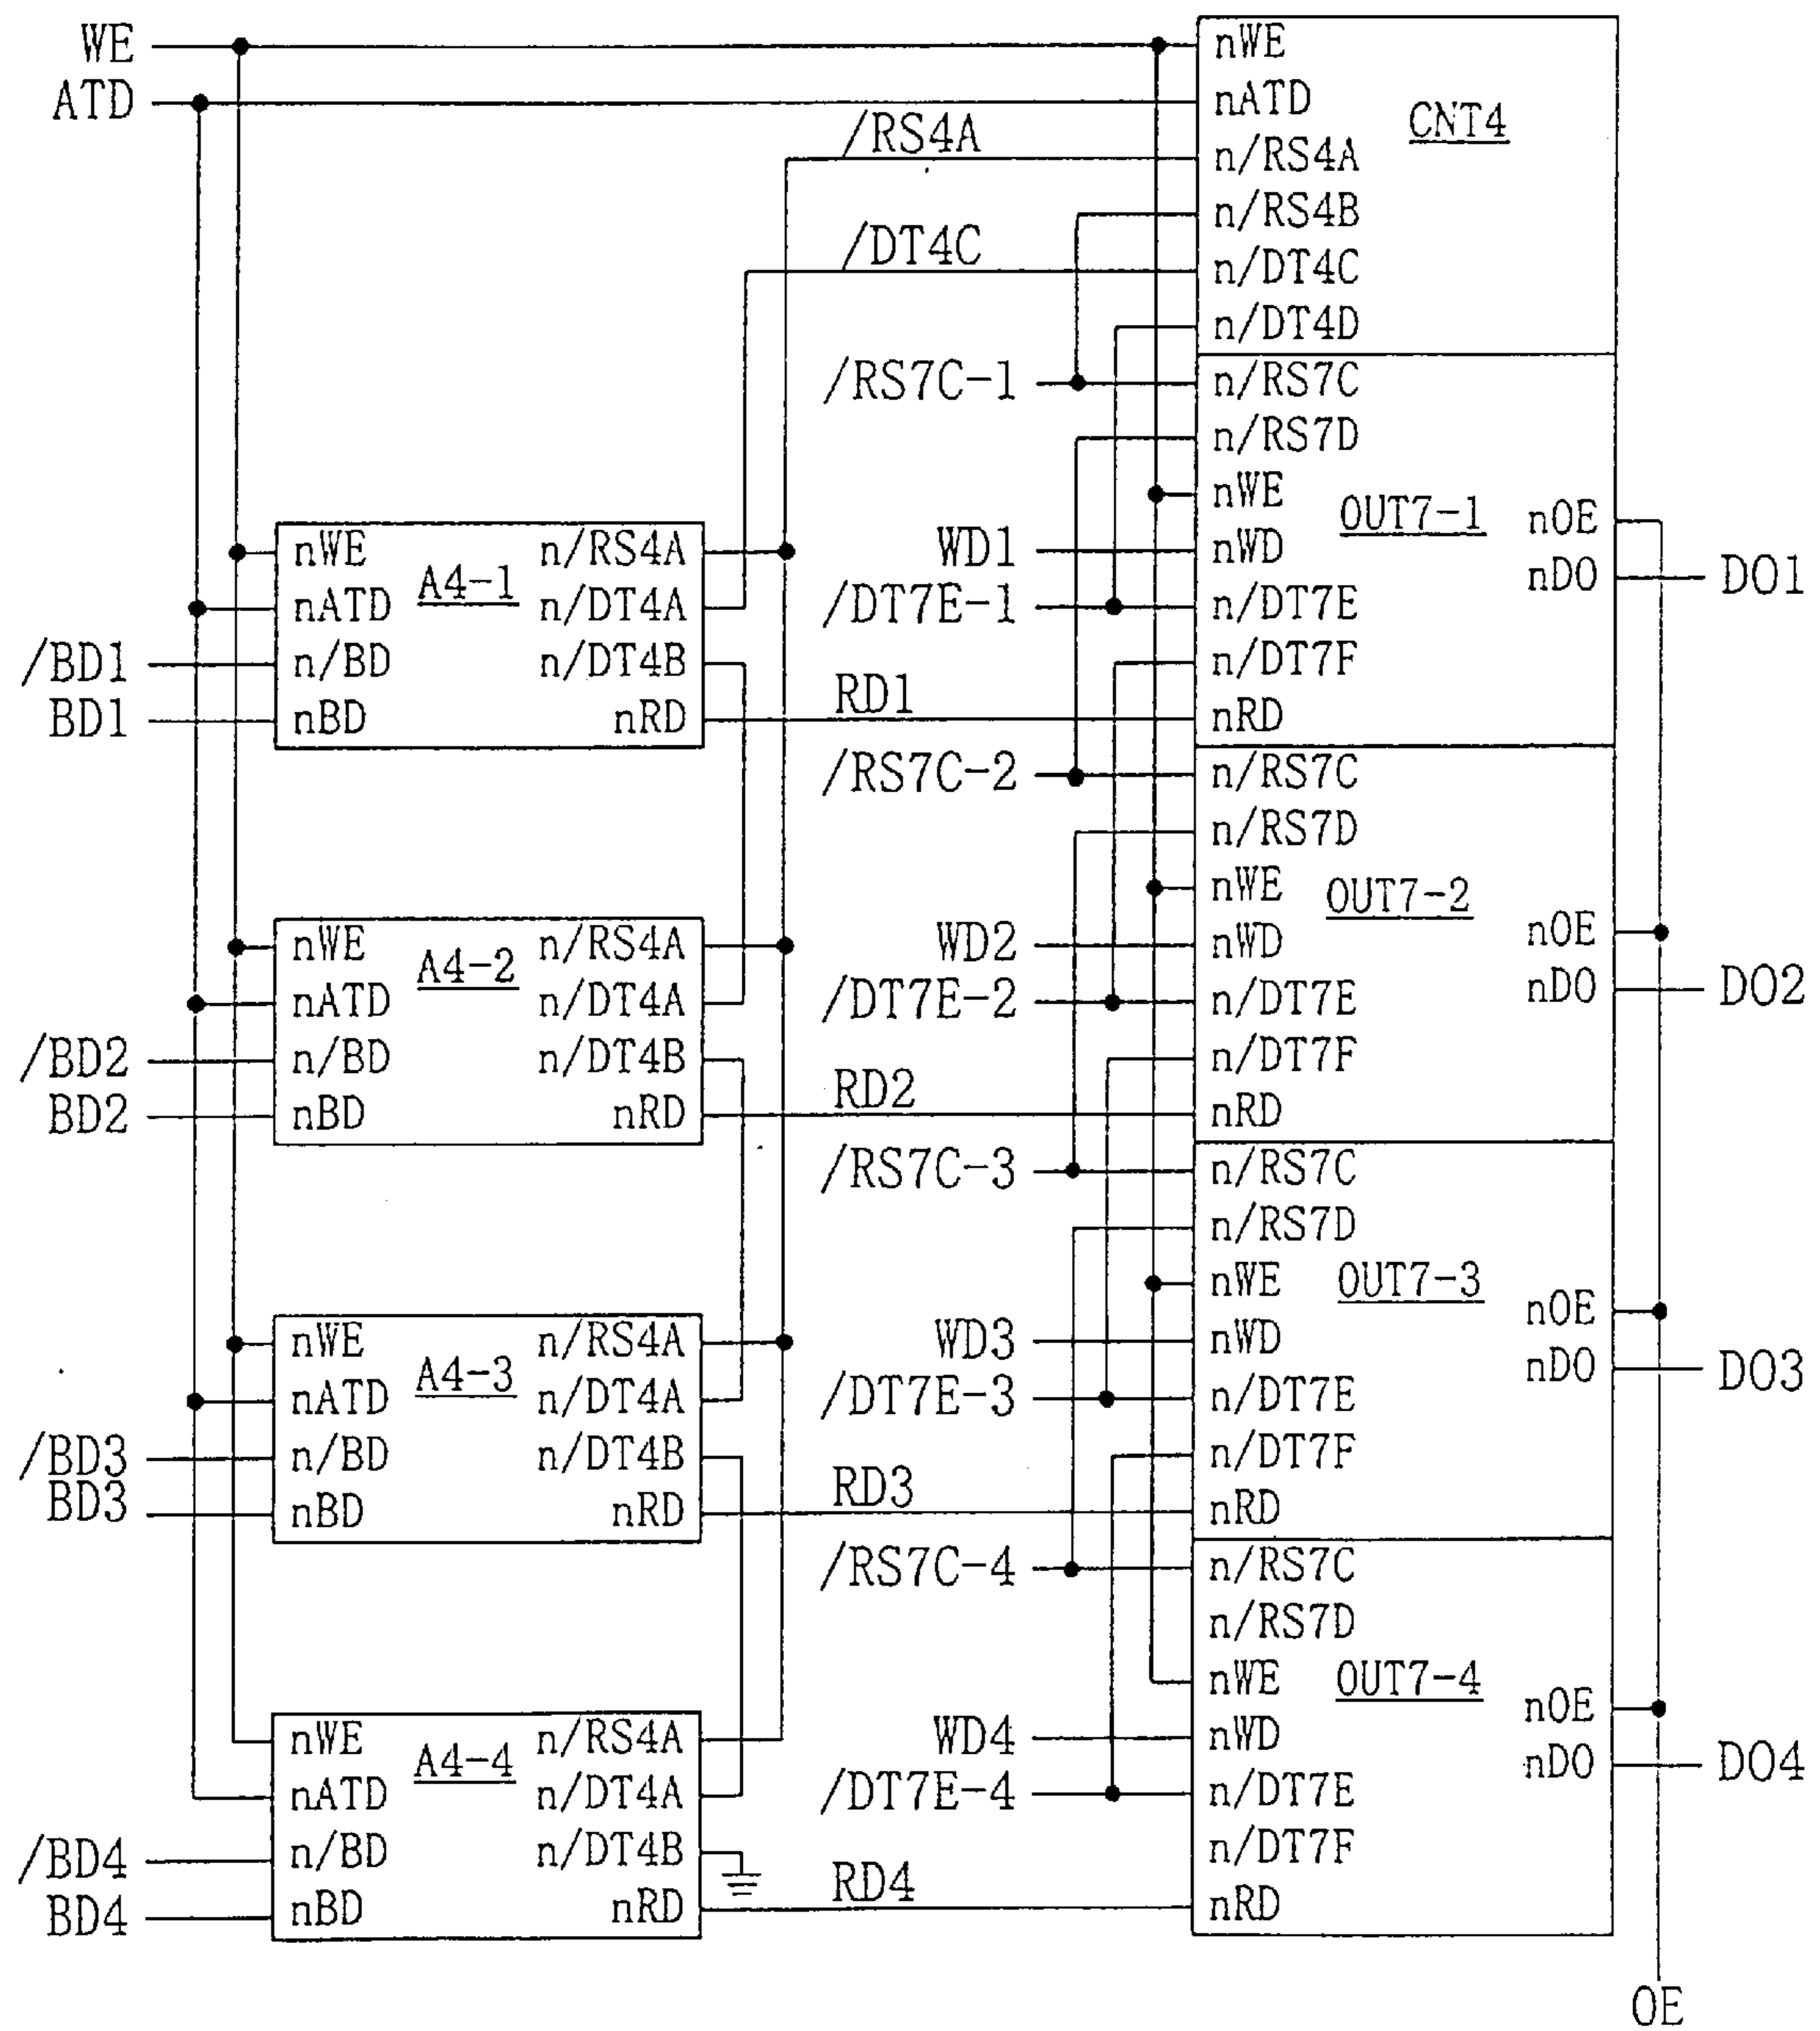 WE
ATD
/RS4A
/DT4C
nWE
nATD
n/RS4A
n/RS4B
n/DT4C
n/DT4D
CNT4
/RS7C-1
WD1
/DT7E-1
RD1
n/RS7C
n/RS7D
nWE
nWD
n/DT7E
n/DT7F
nRD
OUT7-1
nOE
nDO
DO1
nWE
nATD
n/BD
nBD
A4-1
n/RS4A
n/DT4A
n/DT4B
nRD
/BD1
BD1
/RS7C-2
WD2
/DT7E-2
RD2
n/RS7C
n/RS7D
nWE
nWD
n/DT7E
n/DT7F
nRD
OUT7-2
nOE
nDO
DO2
nWE
nATD
n/BD
nBD
A4-2
n/RS4A
n/DT4A
n/DT4B
nRD
/BD2
BD2
/RS7C-3
WD3
/DT7E-3
RD3
n/RS7C
n/RS7D
nWE
nWD
n/DT7E
n/DT7F
nRD
OUT7-3
nOE
nDO
DO3
nWE
nATD
n/BD
nBD
A4-3
n/RS4A
n/DT4A
n/DT4B
nRD
/BD3
BD3
/RS7C-4
WD4
/DT7E-4
RD4
n/RS7C
n/RS7D
nWE
nWD
n/DT7E
n/DT7F
nRD
OUT7-4
nOE
nDO
DO4
nWE
nATD
n/BD
nBD
A4-4
n/RS4A
n/DT4A
n/DT4B
nRD
/BD4
BD4
OE